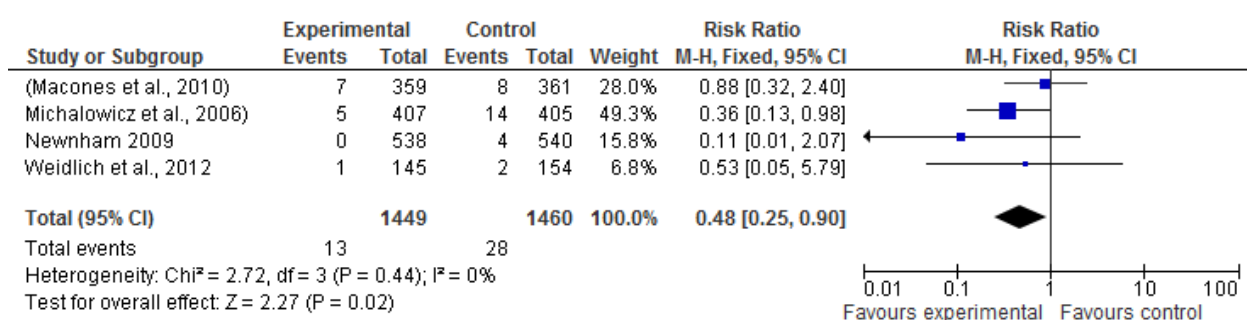 Experimental Control Risk Ratio Risk Ratio
Study or Subgroup Events Total Events Total Weight M-H, Fixed, 95% CI M-H, Fixed, 95% CI
(Macones et al., 2010) 7 359 8 361 28.0% 0.88 [0.32, 2.40]
Michalowicz et al., 2006) 5 407 14 405 49.3% 0.36 [0.13, 0.98]
Newnham 2009 0 538 4 540 15.8% 0.11 [0.01, 2.07]
Weidlich et al., 2012 1 145 2 154 6.8% 0.53 [0.05, 5.79]
Total (95% CI) 1449 1460 100.0% 0.48 [0.25, 0.90]
Total events 13 28
Heterogeneity: Chi² = 2.72, df = 3 (P = 0.44); I² = 0%
Test for overall effect: Z = 2.27 (P = 0.02)
0.01 0.1 1 10 100
Favours experimental Favours control